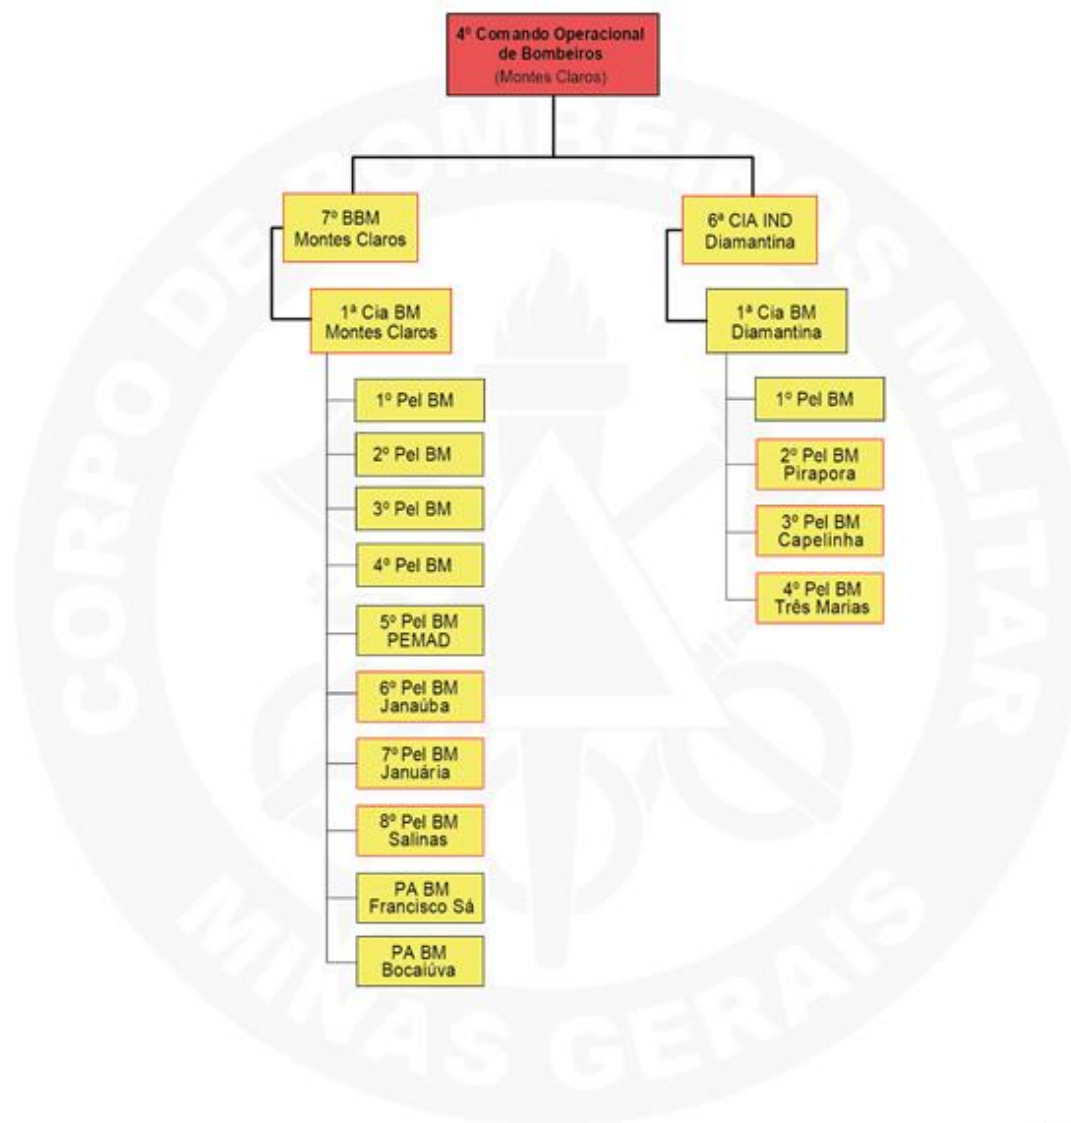 4º Comando Operacional
de Bombeiros
(Montes Claros)
7º BBM
Montes Claros
6ª CIA IND
Diamantina
1ª Cia BM
Montes Claros
1ª Cia BM
Diamantina
1º Pel BM
2º Pel BM
3º Pel BM
4º Pel BM
5º Pel BM
PEMAD
6º Pel BM
Janaúba
7º Pel BM
Januária
8º Pel BM
Salinas
PA BM
Francisco Sá
PA BM
Bocaiúva
1º Pel BM
2º Pel BM
Pirapora
3º Pel BM
Capelinha
4º Pel BM
Três Marias
CORPO DE BOMBEIROS MILITAR
MINAS GERAIS